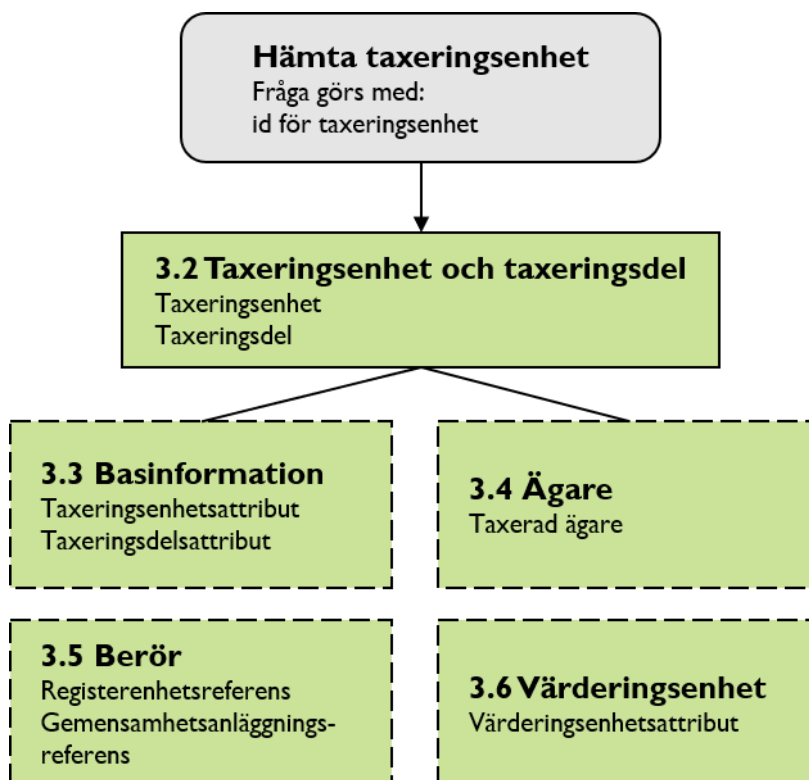 Hämta taxeringsenhet
Fråga görs med:
id för taxeringsenhet
3.2 Taxeringsenhet och taxeringsdel
Taxeringsenhet
Taxeringsdel
3.3 Basinformation
Taxeringsenhetsattribut
Taxeringsdelsattribut
3.4 Ägare
Taxerad ägare
3.5 Berör
Registerenhetsreferens
Gemensamhetsanläggnings-
referens
3.6 Värderingsenhet
Värderingsenhetsattribut